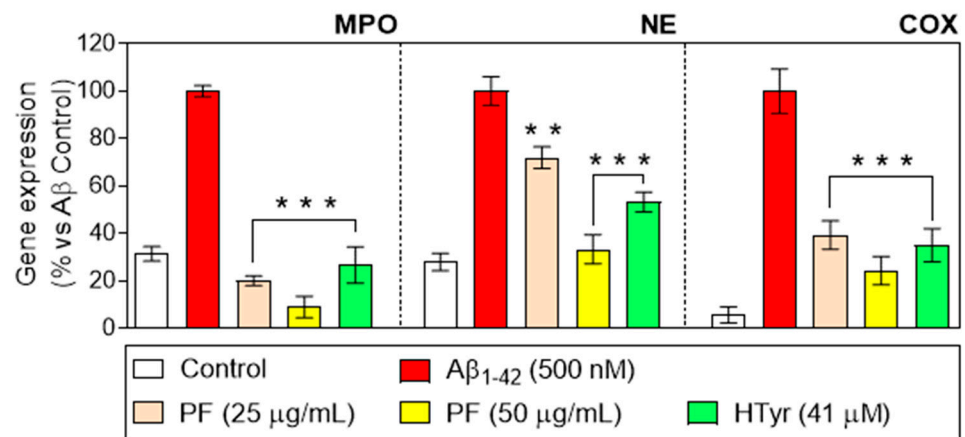 MPO NE COX
Gene expression
(% vs Aβ Control)
120
100
80
60
40
20
0
* * *
* *
* * *
* * *
Control Aβ1-42 (500 nM)
PF (25 μg/mL) PF (50 μg/mL) HTyr (41 μM)